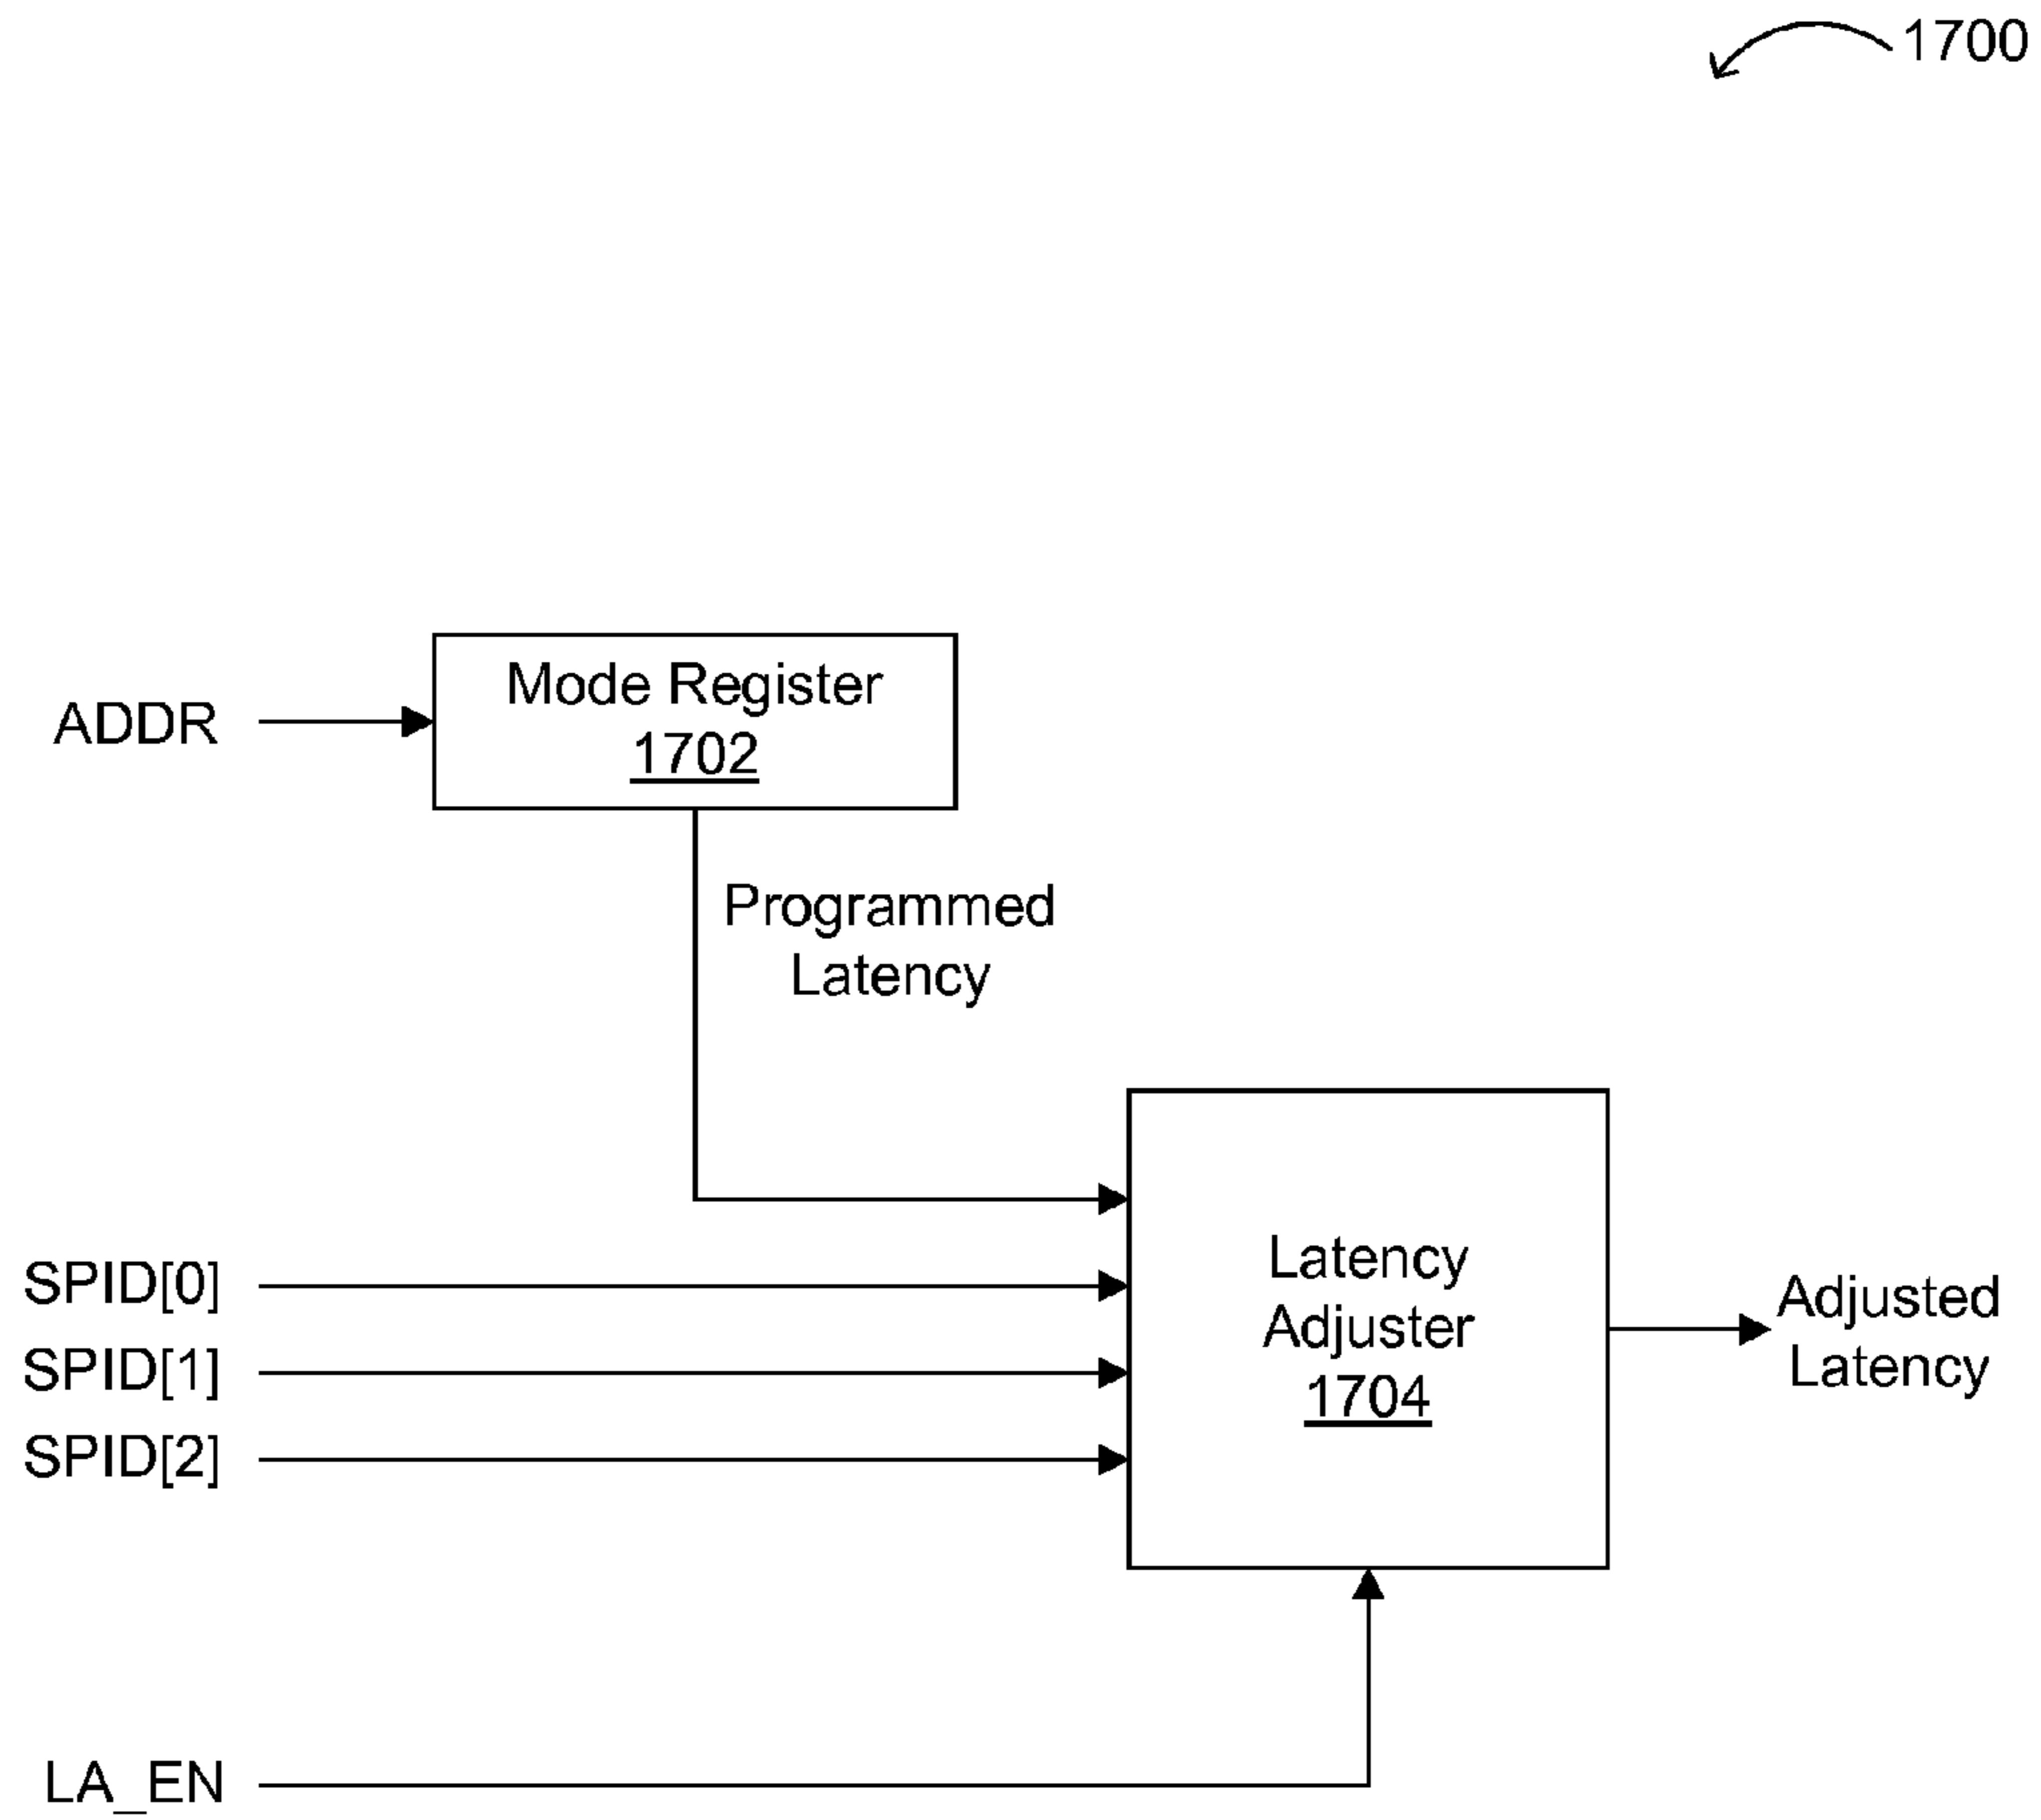 1700
Mode Register
1702
ADDR
Programmed
Latency
SPID[0]
SPID[1]
SPID[2]
Latency
Adjuster
1704
Adjusted
Latency
LA_EN